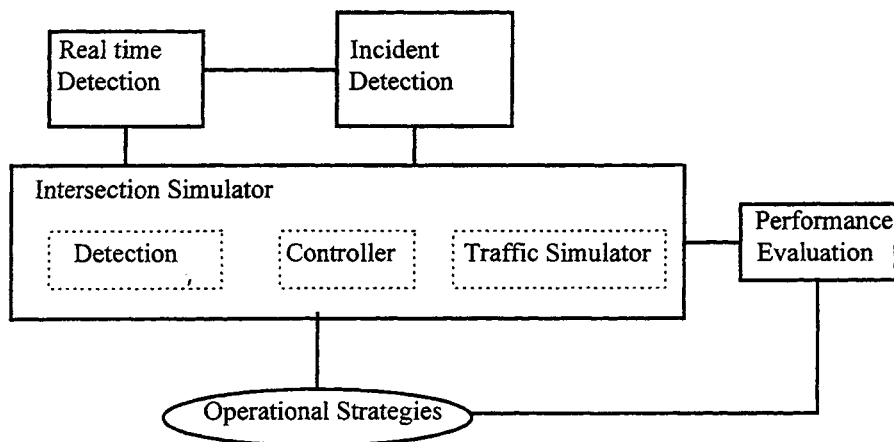 Real time
Detection
Incident
Detection
Intersection Simulator
Detection
Controller
Traffic Simulator
Performance
Evaluation
Operational Strategies